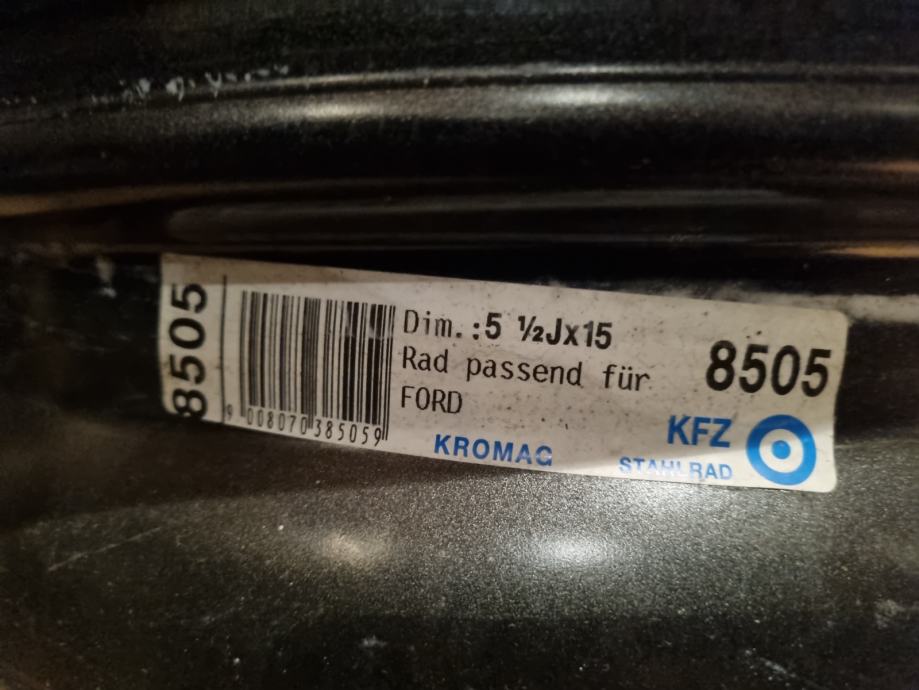 8505
9 008070 385059
Dim.:5 ½Jx15
Rad passend für
FORD
8505
KROMAG
KFZ
STAHLRAD